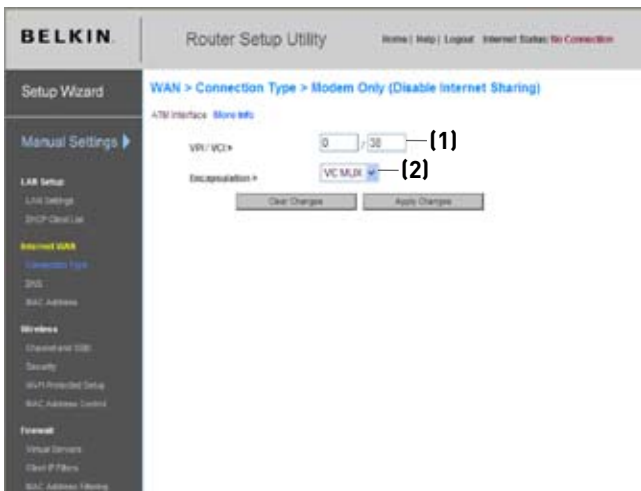 BELKIN.
Router Setup Utility
Home | Help | Logout Internet Status: No Connection
Setup Wizard
Manual Settings
LAN Setup
LAN Settings
DHCP Client List
Internet WAN
Connection Type
DNS
MAC Address
Wireless
Channel and SSID
Security
Wi-Fi Protected Setup
MAC Address Control
Firewall
Virtual Servers
Client IP Filters
MAC Address Filtering
WAN > Connection Type > Modem Only (Disable Internet Sharing)
ATM Interface More Info
VPI / VCI > 0 / 38 (1)
Encapsulation > VC MUX (2)
Clear Changes Apply Changes